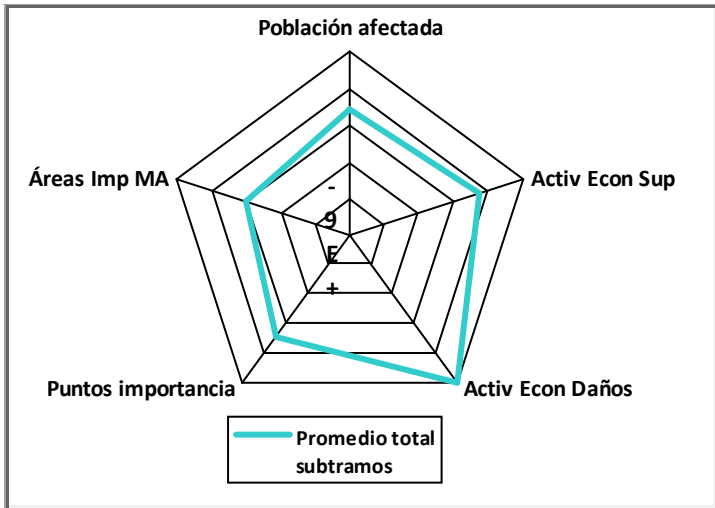 Población afectada
Áreas Imp MA
Activ Econ Sup
-
9
E
+
Puntos importancia
Activ Econ Daños
Promedio total
subtramos